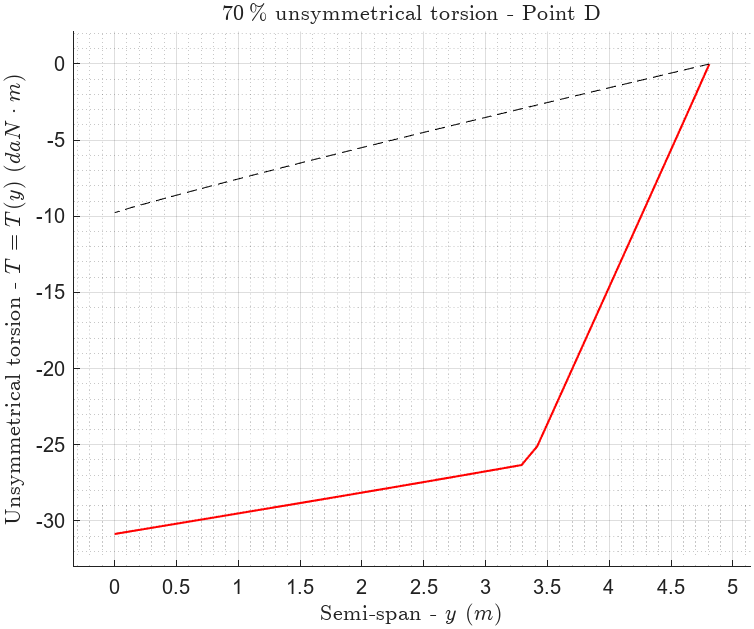 70 % unsymmetrical torsion - Point D
Unsymmetrical torsion - T = T(y) (daN · m)
0
-5
-10
-15
-20
-25
-30
0 0.5 1 1.5 2 2.5 3 3.5 4 4.5 5
Semi-span - y (m)